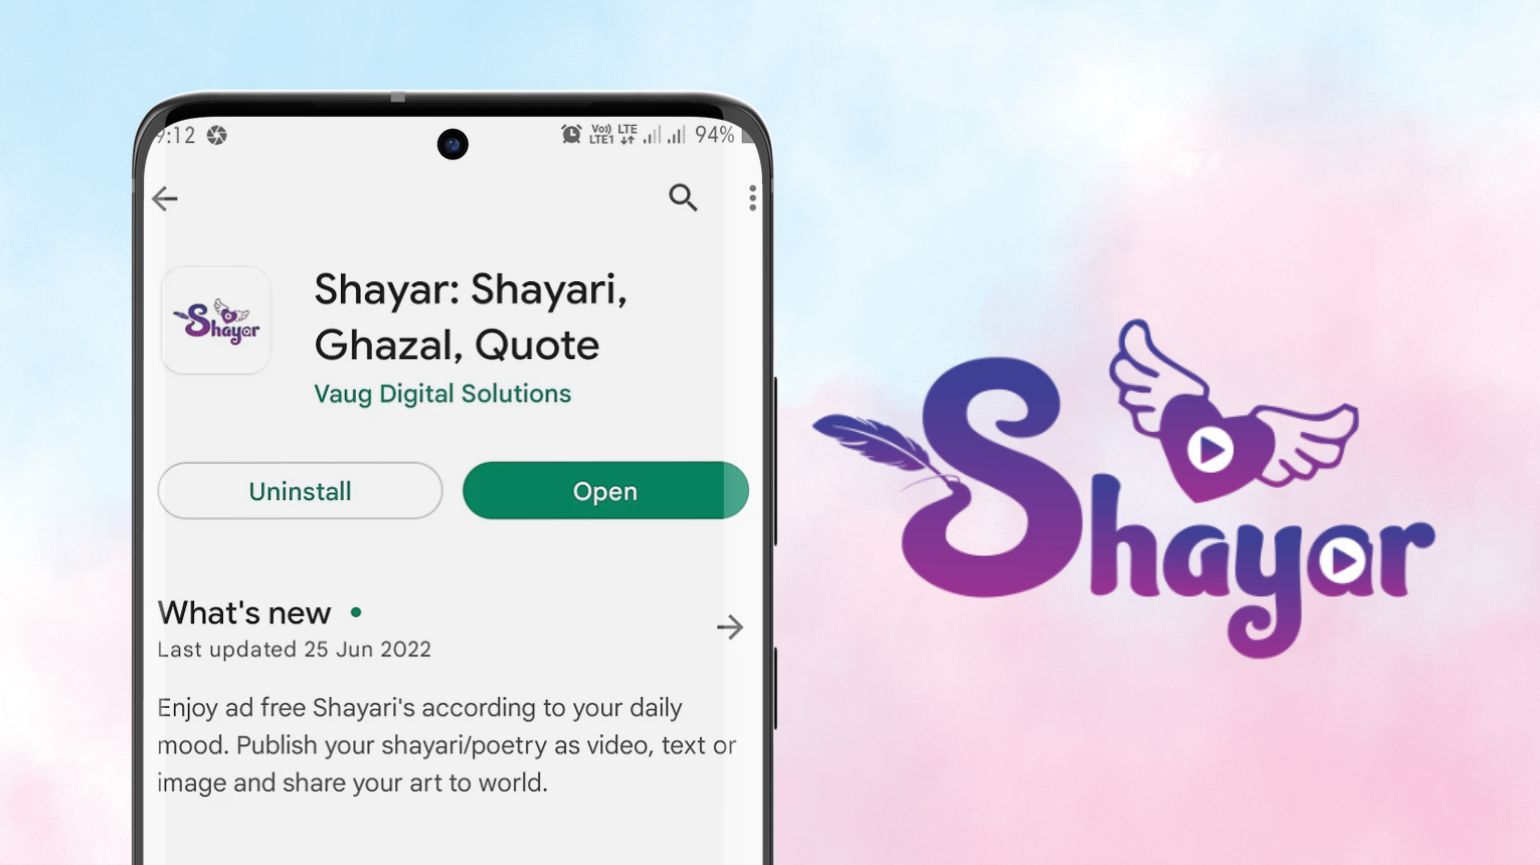 9:12
Vo)) LTE
LTE1
94%
Shayar
Shayar: Shayari,
Ghazal, Quote
Vaug Digital Solutions
Uninstall
Open
What's new
Last updated 25 Jun 2022
Enjoy ad free Shayari's according to your daily
mood. Publish your shayari/poetry as video, text or
image and share your art to world.
Shayar